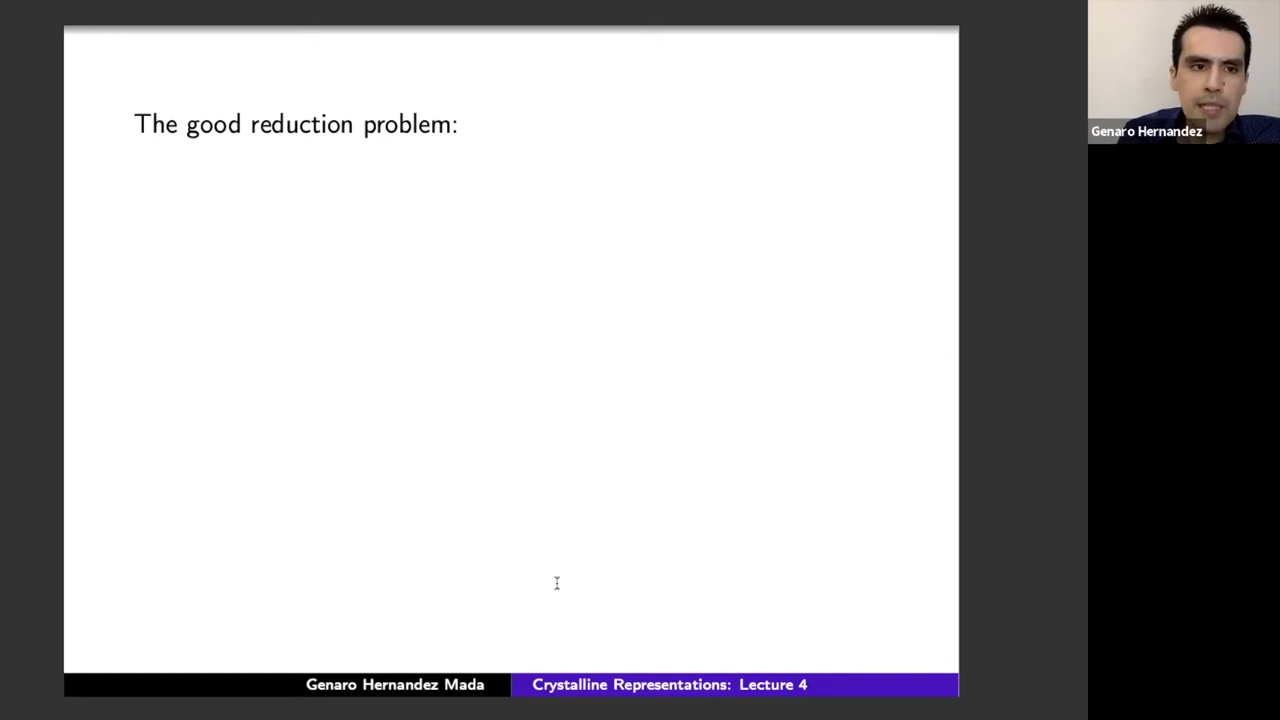 The good reduction problem:
Genaro Hernandez
Genaro Hernandez Mada
Crystalline Representations: Lecture 4